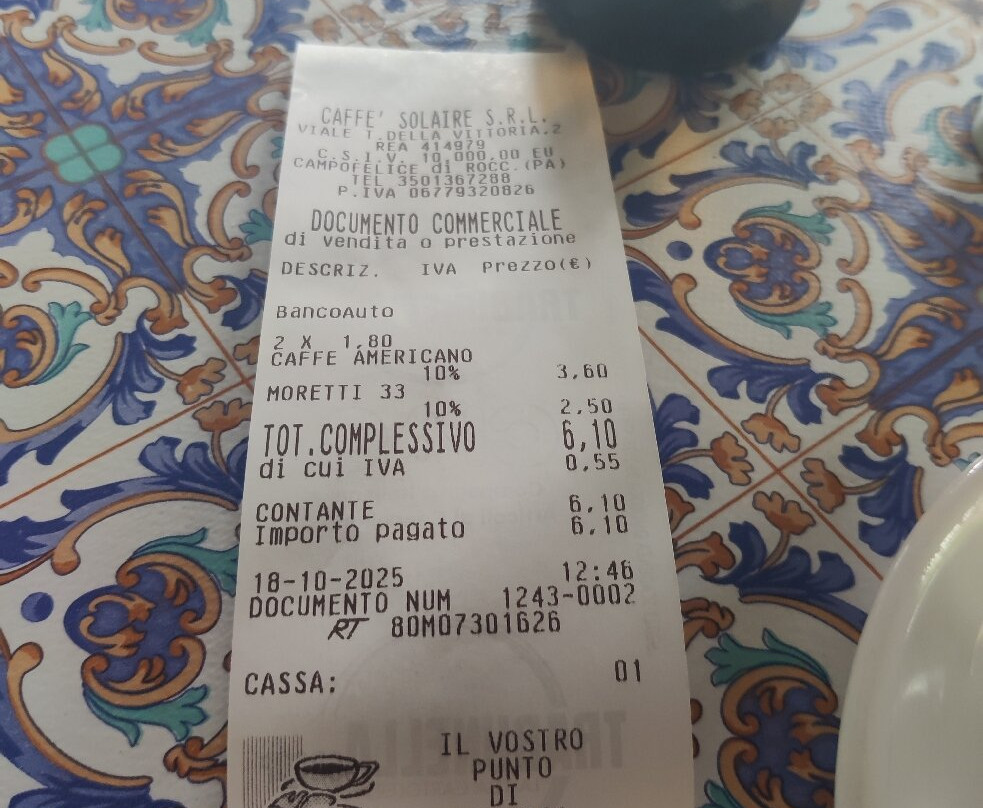 CAFFE' SOLAIRE S.R.L.
VIALE T.DELLA VITTORIA.2
REA 414979
C.S.I.V. 10.000,00 EU
CAMPOFELICE di ROCC.(PA)
TEL 3501367288
P.IVA 06779320826
DOCUMENTO COMMERCIALE
di vendita o prestazione
DESCRIZ. IVA Prezzo(€)
BancoAuto
2 X 1,80
CAFFE AMERICANO
10% 3,60
MORETTI 33
10% 2,50
TOT.COMPLESSIVO 6,10
di cui IVA 0,55
CONTANTE 6,10
Importo pagato 6,10
18-10-2025 12:46
DOCUMENTO NUM 1243-0002
RT 80M07301626
CASSA: 01
IL VOSTRO
PUNTO
DI